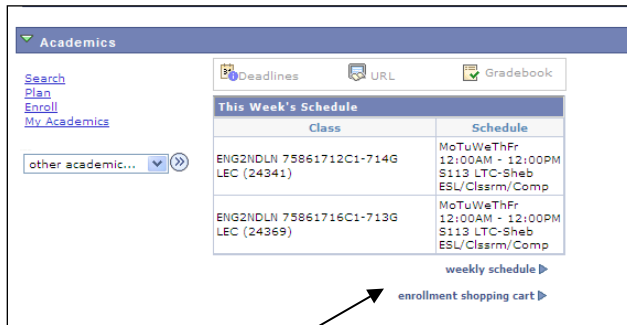 Academics
Search
Plan
Enroll
My Academics
other academic...
Deadlines URL Gradebook
This Week's Schedule
Class Schedule
ENG2NDLN 75861712C1-714G
LEC (24341)
MoTuWeThFr
12:00AM - 12:00PM
S113 LTC-Sheb
ESL/Clssrm/Comp
ENG2NDLN 75861716C1-713G
LEC (24369)
MoTuWeThFr
12:00AM - 12:00PM
S113 LTC-Sheb
ESL/Clssrm/Comp
weekly schedule
enrollment shopping cart